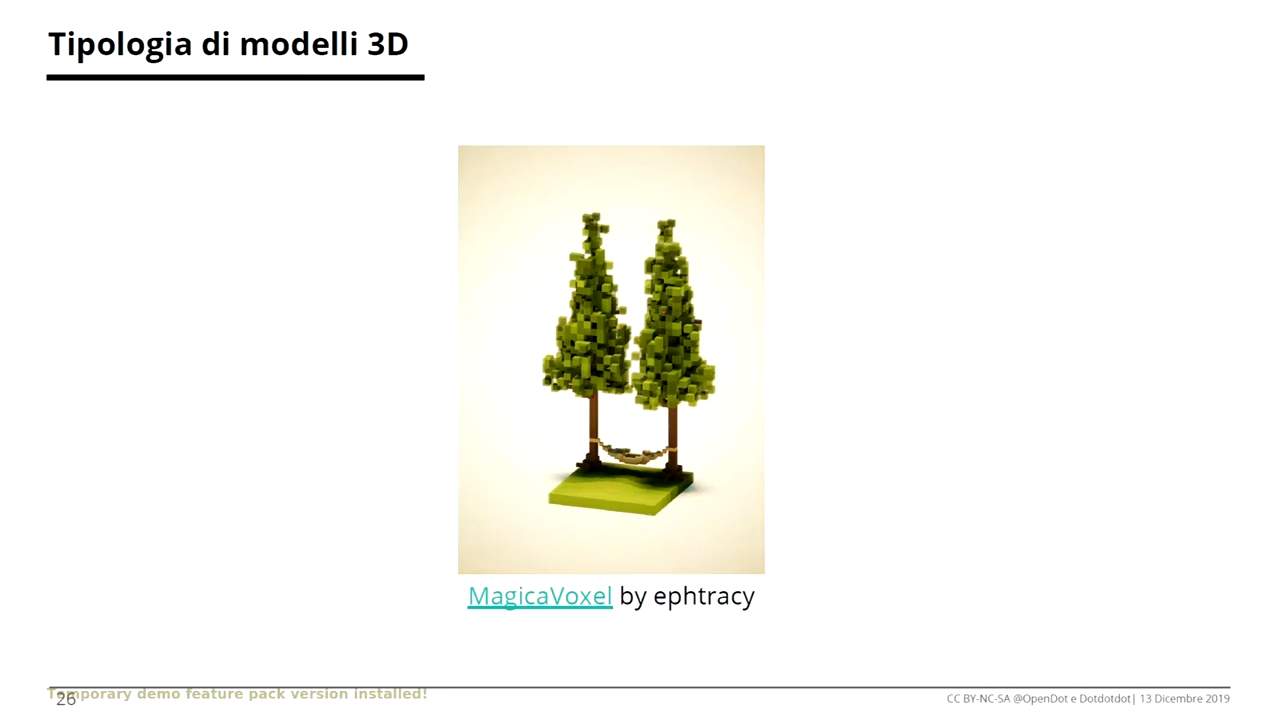 Tipologia di modelli 3D
MagicaVoxel by ephtracy
Temporary demo feature pack version installed!
26
CC BY-NC-SA @OpenDot e Dotdotdot| 13 Dicembre 2019